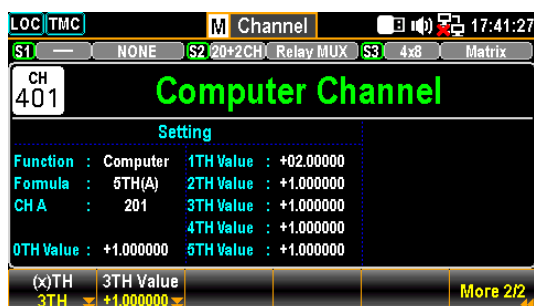 LOC TMC M Channel 17:41:27
S1 — NONE S2 20+2CH Relay MUX S3 4x8 Matrix
CH
401
Computer Channel
Setting
Function : Computer 1TH Value : +02.00000
Formula : 5TH(A) 2TH Value : +1.000000
CH A : 201 3TH Value : +1.000000
4TH Value : +1.000000
0TH Value : +1.000000 5TH Value : +1.000000
(x)TH 3TH Value
3TH +1.000000 More 2/2